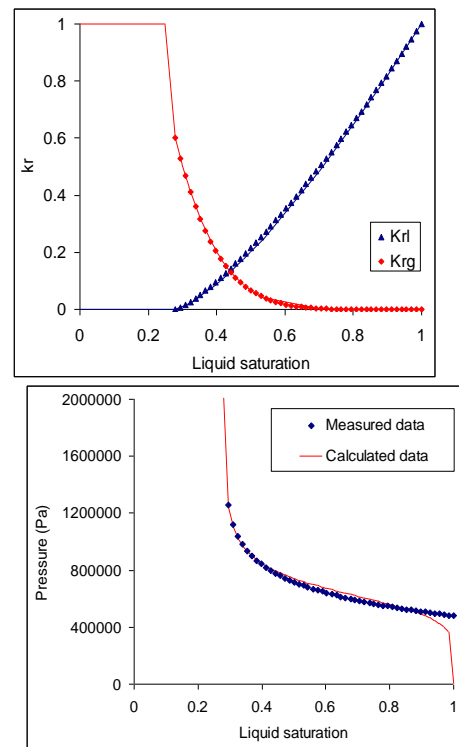 1
0.8
0.6
0.4
0.2
0
kr
Krl
Krg
0 0.2 0.4 0.6 0.8 1
Liquid saturation
2000000
1600000
1200000
800000
400000
0
Pressure (Pa)
Measured data
Calculated data
0 0.2 0.4 0.6 0.8 1
Liquid saturation